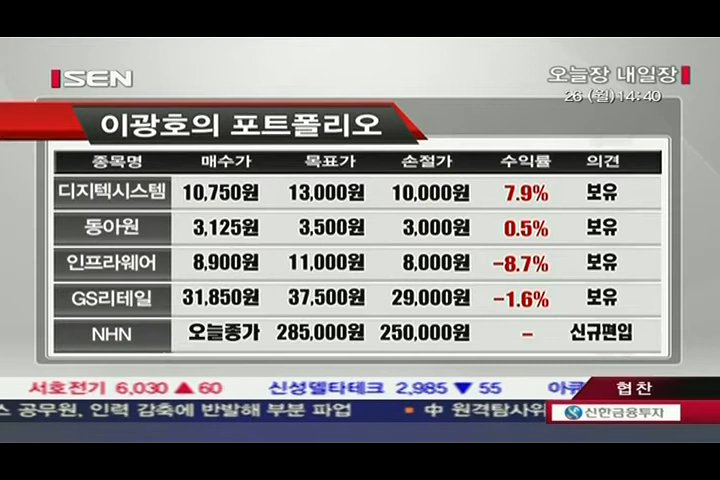 SEN
오늘장 내일장
26 (월) 14:40
이광호의 포트폴리오
종목명 매수가 목표가 손절가 수익률 의견
디지텍시스템 10,750원 13,000원 10,000원 7.9% 보유
동아원 3,125원 3,500원 3,000원 0.5% 보유
인프라웨어 8,900원 11,000원 8,000원 -8.7% 보유
GS리테일 31,850원 37,500원 29,000원 -1.6% 보유
NHN 오늘종가 285,000원 250,000원 - 신규편입
서호전기 6,030 ▲60 신성델타테크 2,985 ▼ 55 아큐
협찬
스 공무원, 인력 감축에 반발해 부분 파업 ▪ 中 원격탐사위
신한금융투자